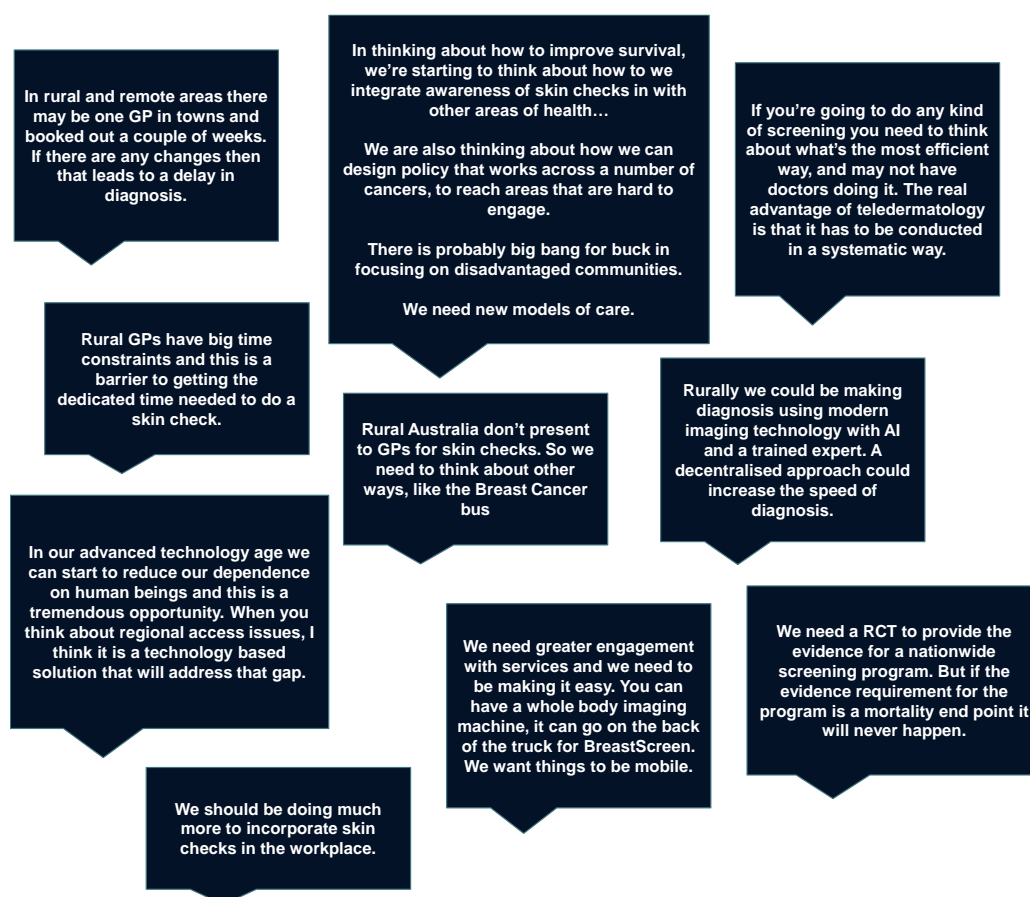 In rural and remote areas there
may be one GP in towns and
booked out a couple of weeks.
If there are any changes then
that leads to a delay in
diagnosis.
In thinking about how to improve survival,
we’re starting to think about how to we
integrate awareness of skin checks in with
other areas of health…
We are also thinking about how we can
design policy that works across a number of
cancers, to reach areas that are hard to
engage.
There is probably big bang for buck in
focusing on disadvantaged communities.
We need new models of care.
If you’re going to do any kind
of screening you need to think
about what’s the most efficient
way, and may not have
doctors doing it. The real
advantage of teledermatology
is that it has to be conducted
in a systematic way.
Rural GPs have big time
constraints and this is a
barrier to getting the
dedicated time needed to do a
skin check.
Rural Australia don’t present
to GPs for skin checks. So we
need to think about other
ways, like the Breast Cancer
bus
Rurally we could be making
diagnosis using modern
imaging technology with AI
and a trained expert. A
decentralised approach could
increase the speed of
diagnosis.
In our advanced technology age we
can start to reduce our dependence
on human beings and this is a
tremendous opportunity. When you
think about regional access issues, I
think it is a technology based
solution that will address that gap.
We need greater engagement
with services and we need to
be making it easy. You can
have a whole body imaging
machine, it can go on the back
of the truck for BreastScreen.
We want things to be mobile.
We need a RCT to provide the
evidence for a nationwide
screening program. But if the
evidence requirement for the
program is a mortality end point it
will never happen.
We should be doing much
more to incorporate skin
checks in the workplace.